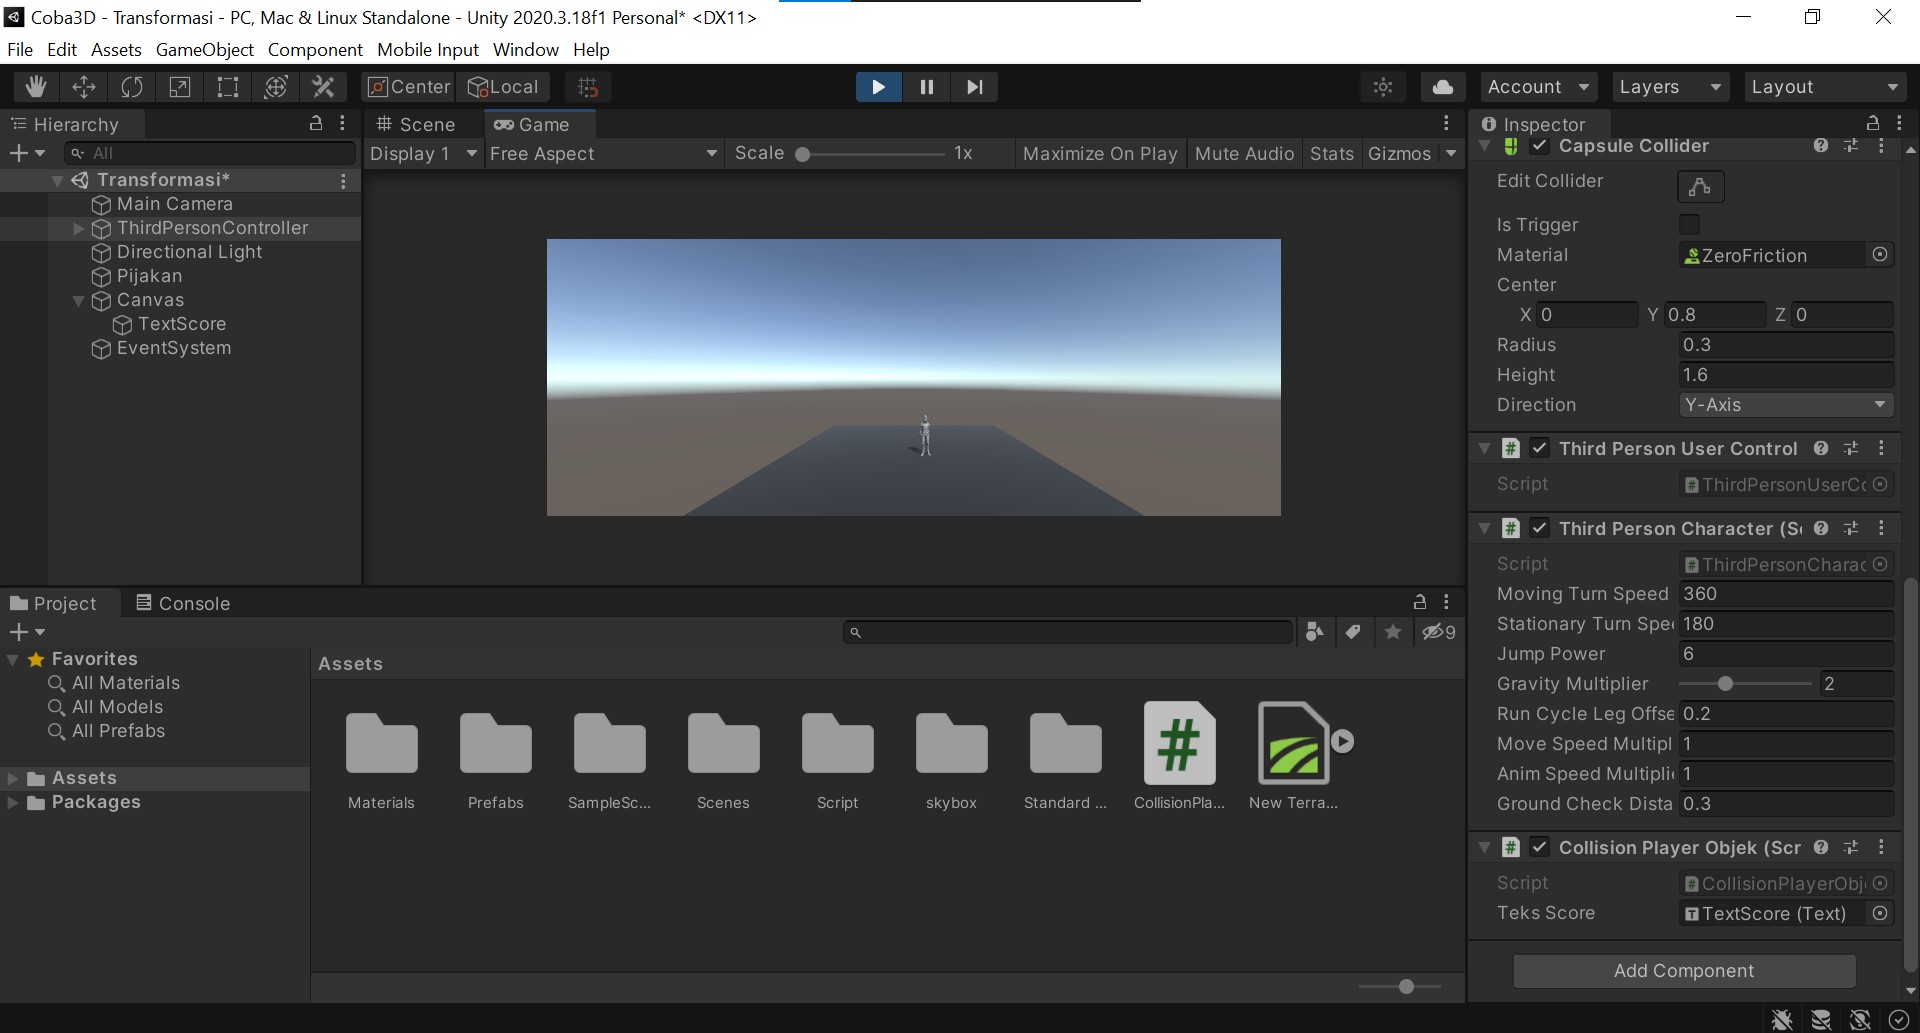 Coba3D - Transformasi - PC, Mac & Linux Standalone - Unity 2020.3.18f1 Personal* <DX11>
File Edit Assets GameObject Component Mobile Input Window Help
Center Local Account Layers Layout
Hierarchy
All
Transformasi*
Main Camera
ThirdPersonController
Directional Light
Pijakan
Canvas
TextScore
EventSystem
Scene Game
Display 1 Free Aspect Scale 1x Maximize On Play Mute Audio Stats Gizmos
Project Console
9
Favorites
All Materials
All Models
All Prefabs
Assets
Packages
Assets
Materials Prefabs SampleSc... Scenes Script skybox Standard ... CollisionPla... New Terra...
Inspector
Capsule Collider
Edit Collider
Is Trigger
Material ZeroFriction
Center
X 0 Y 0.8 Z 0
Radius 0.3
Height 1.6
Direction Y-Axis
# Third Person User Control
Script ThirdPersonUserCo
# Third Person Character (Sc
Script ThirdPersonCharac
Moving Turn Speed 360
Stationary Turn Spee 180
Jump Power 6
Gravity Multiplier 2
Run Cycle Leg Offse 0.2
Move Speed Multipl 1
Anim Speed Multiplie 1
Ground Check Dista 0.3
# Collision Player Objek (Scr
Script CollisionPlayerObj
Teks Score TextScore (Text)
Add Component